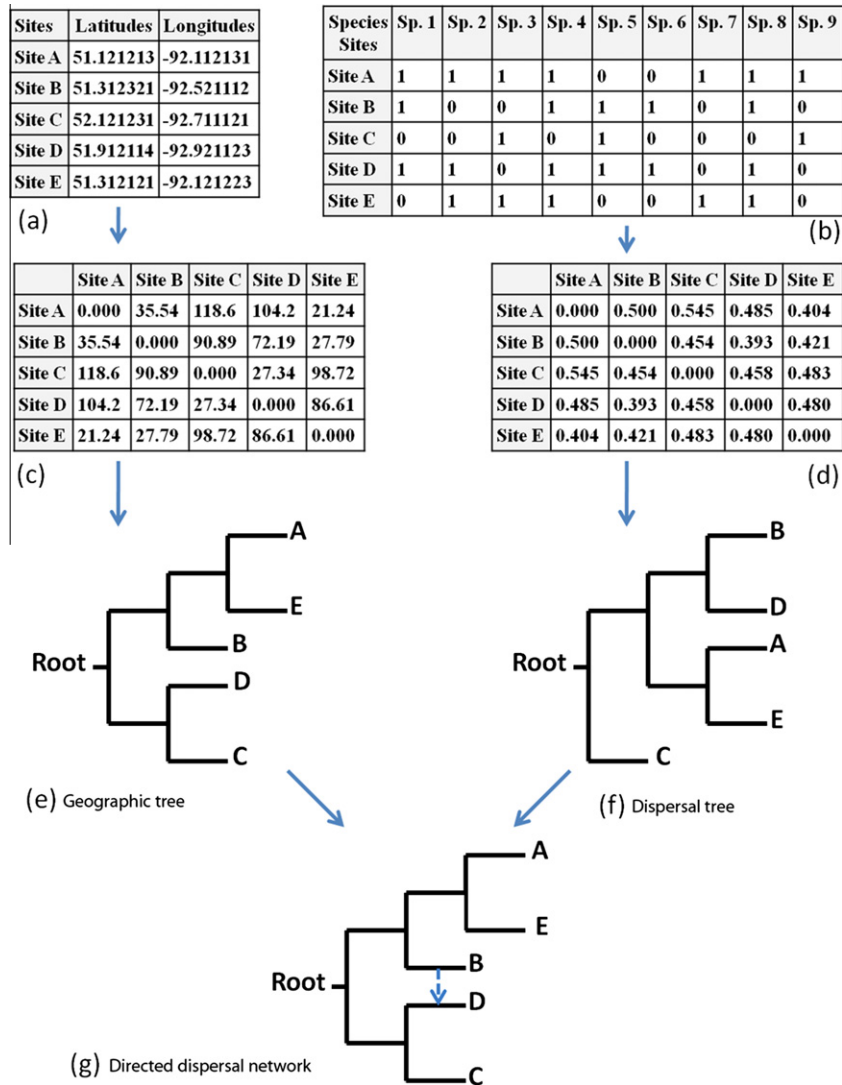 Sites Latitudes Longitudes
Site A 51.121213 -92.112131
Site B 51.312321 -92.521112
Site C 52.121231 -92.711121
Site D 51.912114 -92.921123
Site E 51.312121 -92.121223
(a)
Species Sites Sp. 1 Sp. 2 Sp. 3 Sp. 4 Sp. 5 Sp. 6 Sp. 7 Sp. 8 Sp. 9
Site A 1 1 1 1 0 0 1 1 1
Site B 1 0 0 1 1 1 0 1 0
Site C 0 0 1 0 1 0 0 0 1
Site D 1 1 0 1 1 1 0 1 0
Site E 0 1 1 1 0 0 1 1 0
(b)
Site A Site B Site C Site D Site E
Site A 0.000 35.54 118.6 104.2 21.24
Site B 35.54 0.000 90.89 72.19 27.79
Site C 118.6 90.89 0.000 27.34 98.72
Site D 104.2 72.19 27.34 0.000 86.61
Site E 21.24 27.79 98.72 86.61 0.000
(c)
Site A Site B Site C Site D Site E
Site A 0.000 0.500 0.545 0.485 0.404
Site B 0.500 0.000 0.454 0.393 0.421
Site C 0.545 0.454 0.000 0.458 0.483
Site D 0.485 0.393 0.458 0.000 0.480
Site E 0.404 0.421 0.483 0.480 0.000
(d)
A
E
B
Root
D
C
(e) Geographic tree
B
D
A
Root
E
C
(f) Dispersal tree
A
E
B
Root
D
C
(g) Directed dispersal network